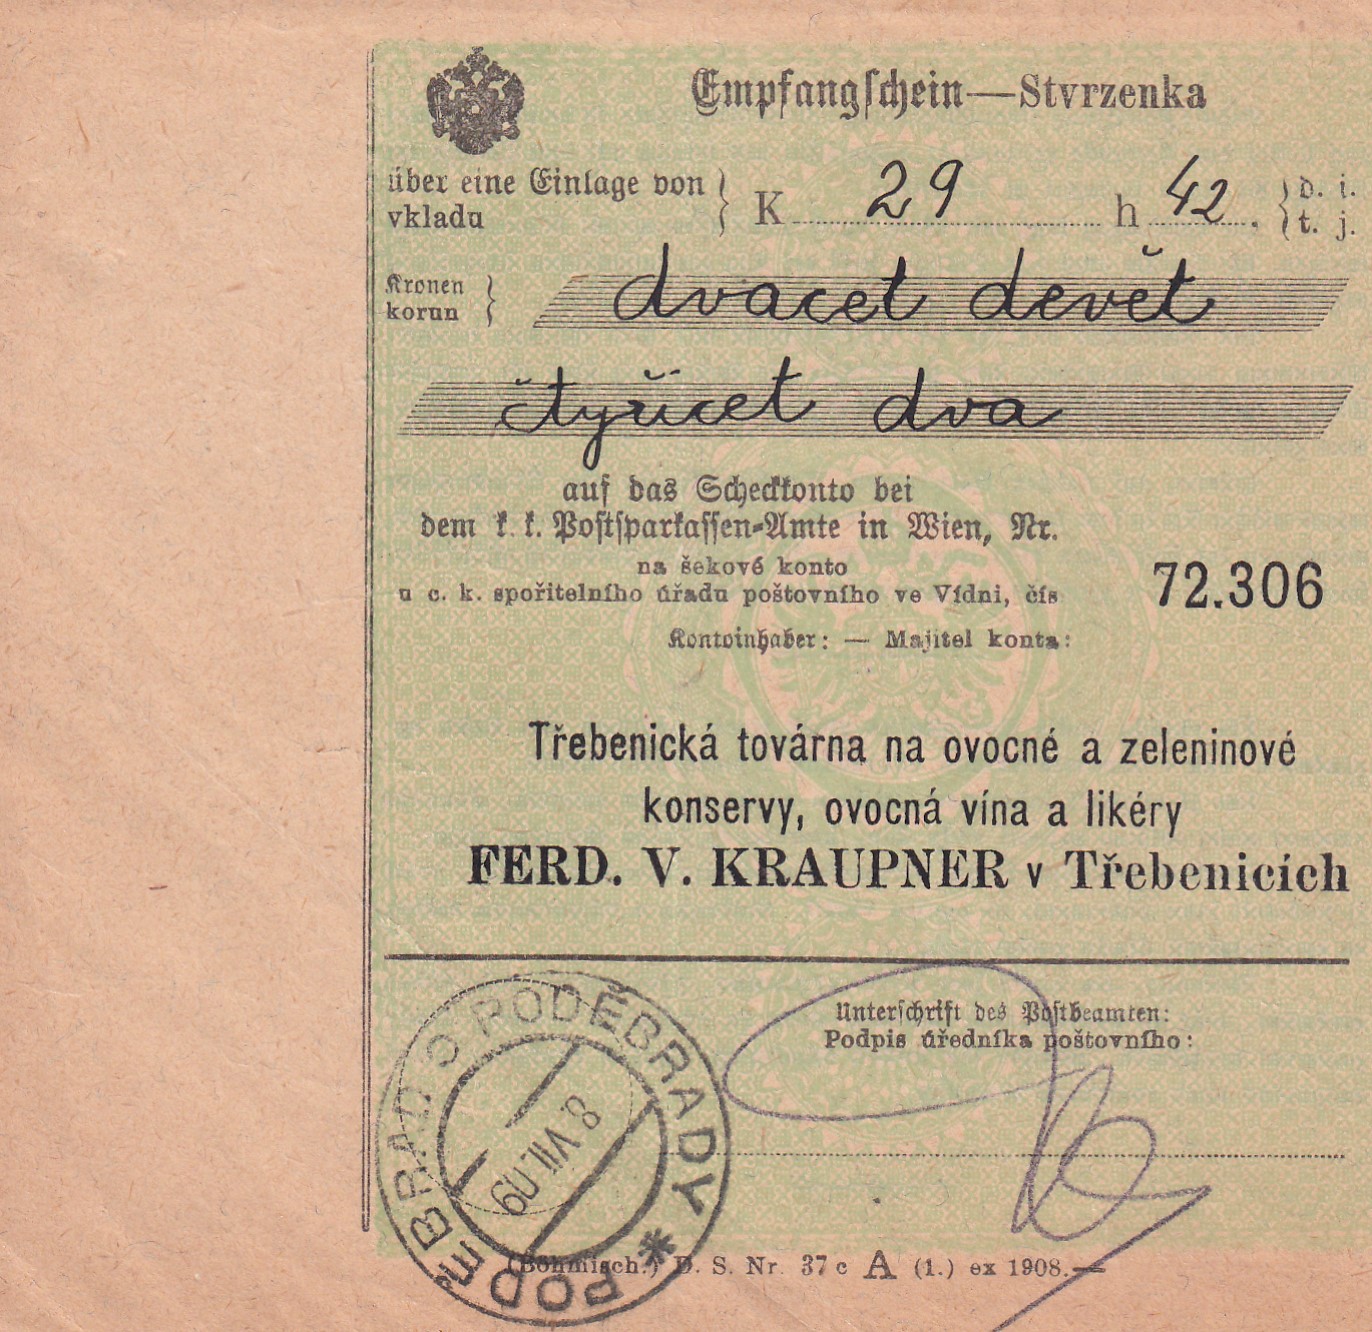 Empfangschein—Stvrzenka
über eine Einlage von
vkladu
K 29 h 42. d. i.
t. j.
Kronen
korun
dvacet devět
čtyřicet dva
auf das Scheckkonto bei
dem k. k. Postsparkassen-Amte in Wien, Nr.
na šekové konto
u c. k. spořitelního úřadu poštovního ve Vídni, čís
72.306
Kontoinhaber: — Majitel konta:
Třebenická továrna na ovocné a zeleninové
konservy, ovocná vína a likéry
FERD. V. KRAUPNER v Třebenicích
Unterschrift des Postbeamten:
Podpis úředníka poštovního:
PODĚBRAD O PODĚBRADY *
8. VII. 09
(Böhmisch.) D. S. Nr. 37 c A (1.) ex 1908.—